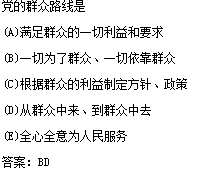 党的群众路线是
(A)满足群众的一切利益和要求
(B)一切为了群众、一切依靠群众
(C)根据群众的利益制定方针、政策
(D)从群众中来、到群众中去
(E)全心全意为人民服务
答案：BD